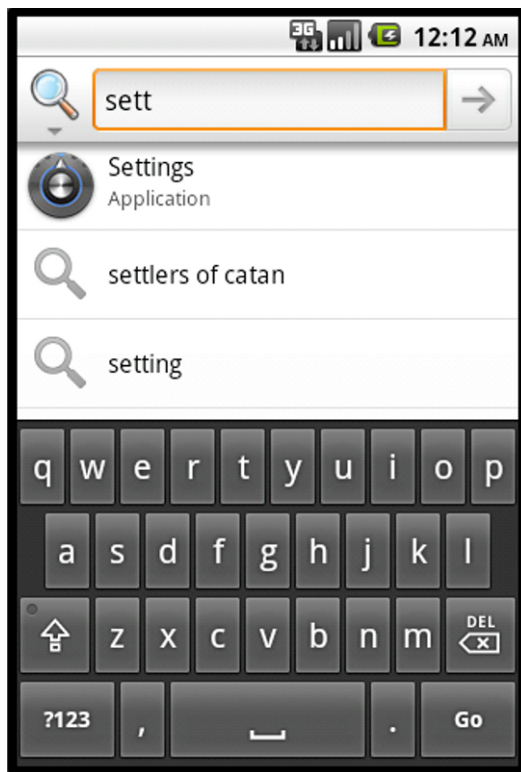 3G 12:12 AM
sett
Settings
Application
settlers of catan
setting
q w e r t y u i o p
a s d f g h j k l
z x c v b n m DEL
?123 , . Go